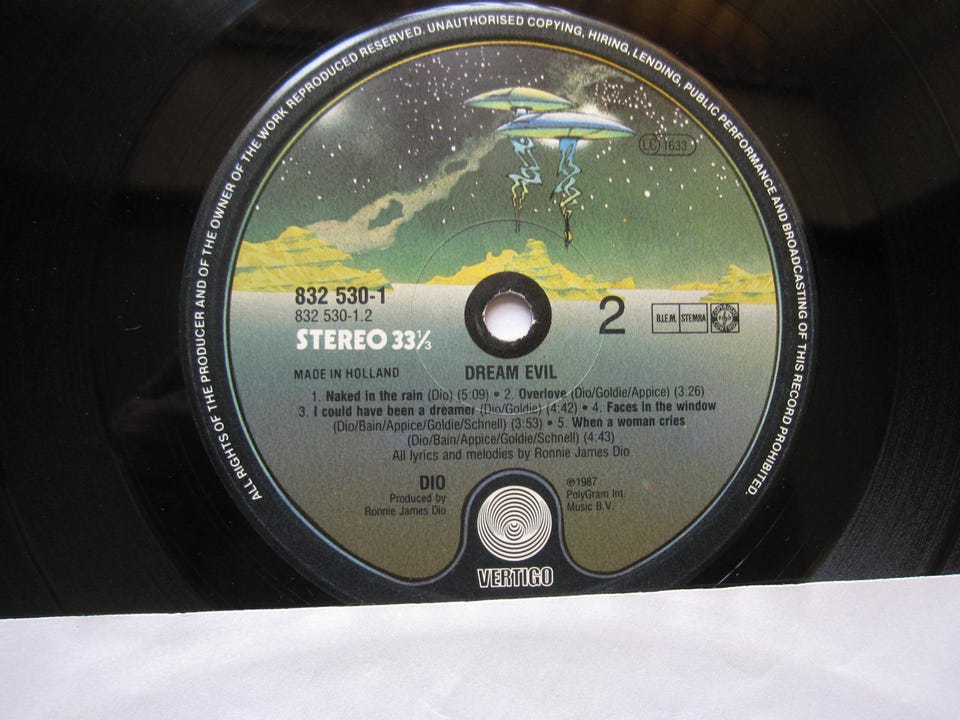 ALL RIGHTS OF THE PRODUCER AND OF THE OWNER OF THE WORK REPRODUCED RESERVED. UNAUTHORISED COPYING, HIRING, LENDING, PUBLIC PERFORMANCE AND BROADCASTING OF THIS RECORD PROHIBITED.
LC 1633
832 530-1
832 530-1.2
STEREO 33⅓
2
B.I.E.M. STEMRA
MADE IN HOLLAND
DREAM EVIL
1. Naked in the rain (Dio) (5:09) • 2. Overlove (Dio/Goldie/Appice) (3:26)
3. I could have been a dreamer (Dio/Goldie) (4:42) • 4. Faces in the window
(Dio/Bain/Appice/Goldie/Schnell) (3:53) • 5. When a woman cries
(Dio/Bain/Appice/Goldie/Schnell) (4:43)
All lyrics and melodies by Ronnie James Dio
DIO
Produced by
Ronnie James Dio
℗1987
PolyGram Int.
Music B.V.
VERTIGO